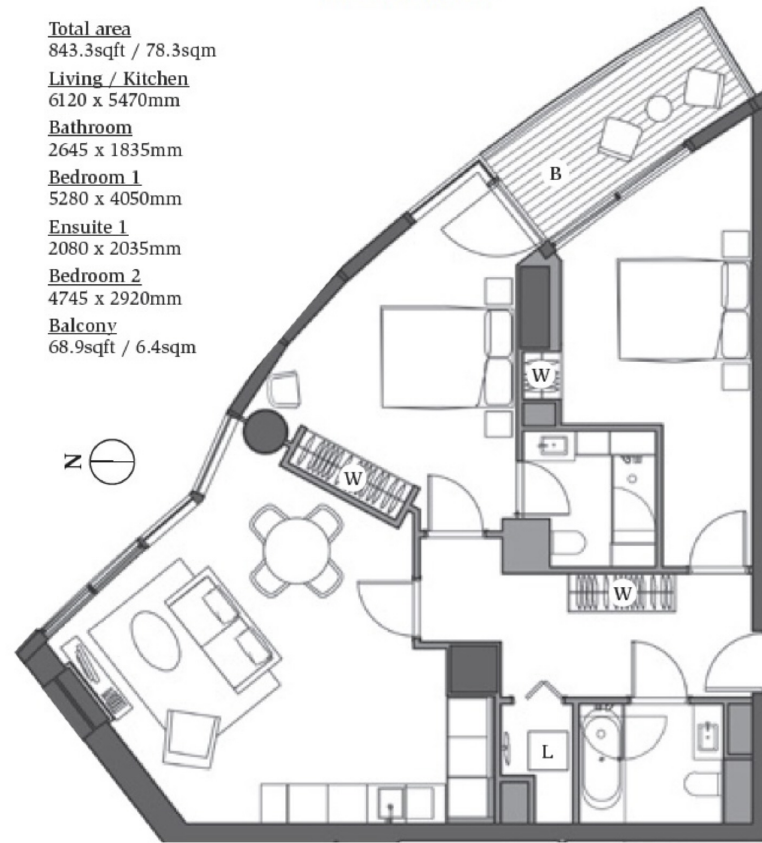 Total area
843.3sqft / 78.3sqm
Living / Kitchen
6120 x 5470mm
Bathroom
2645 x 1835mm
Bedroom 1
5280 x 4050mm
Ensuite 1
2080 x 2035mm
Bedroom 2
4745 x 2920mm
Balcony
68.9sqft / 6.4sqm
B
W
N
W
W
L